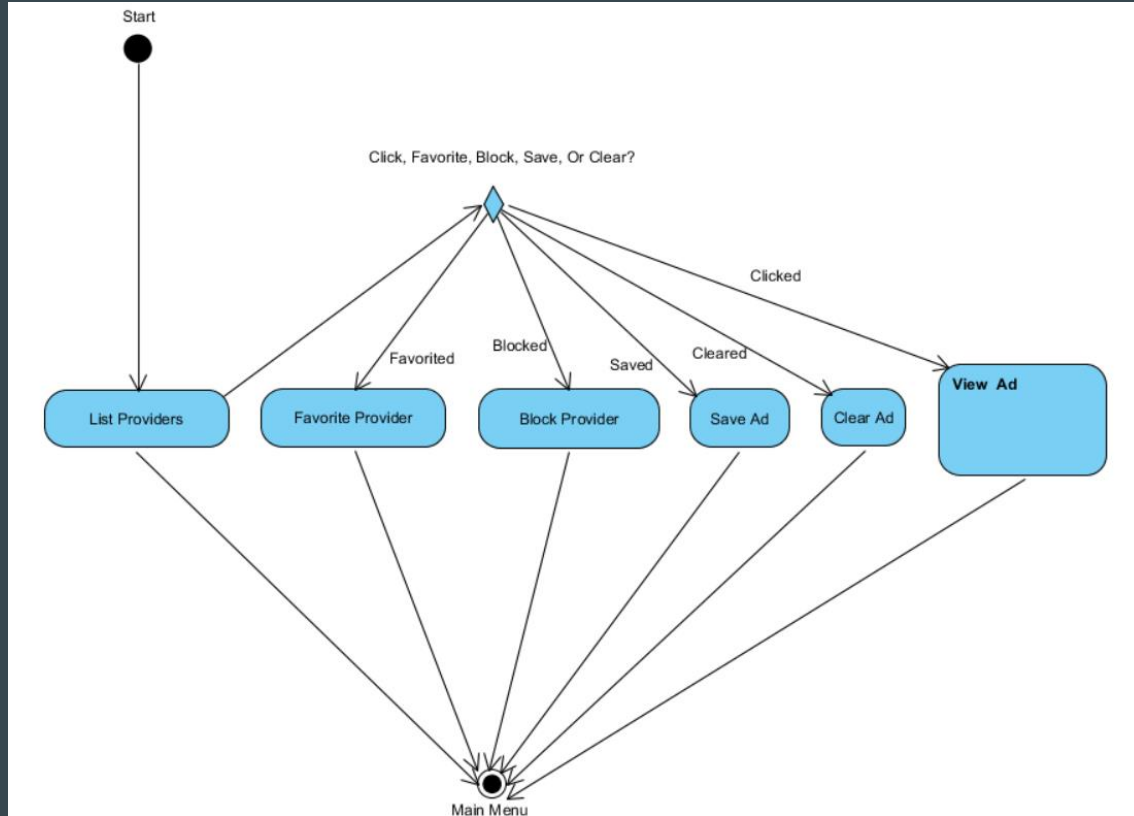 Start
Click, Favorite, Block, Save, Or Clear?
Clicked
Favorited
Blocked
Saved
Cleared
List Providers
Favorite Provider
Block Provider
Save Ad
Clear Ad
View Ad
Main Menu